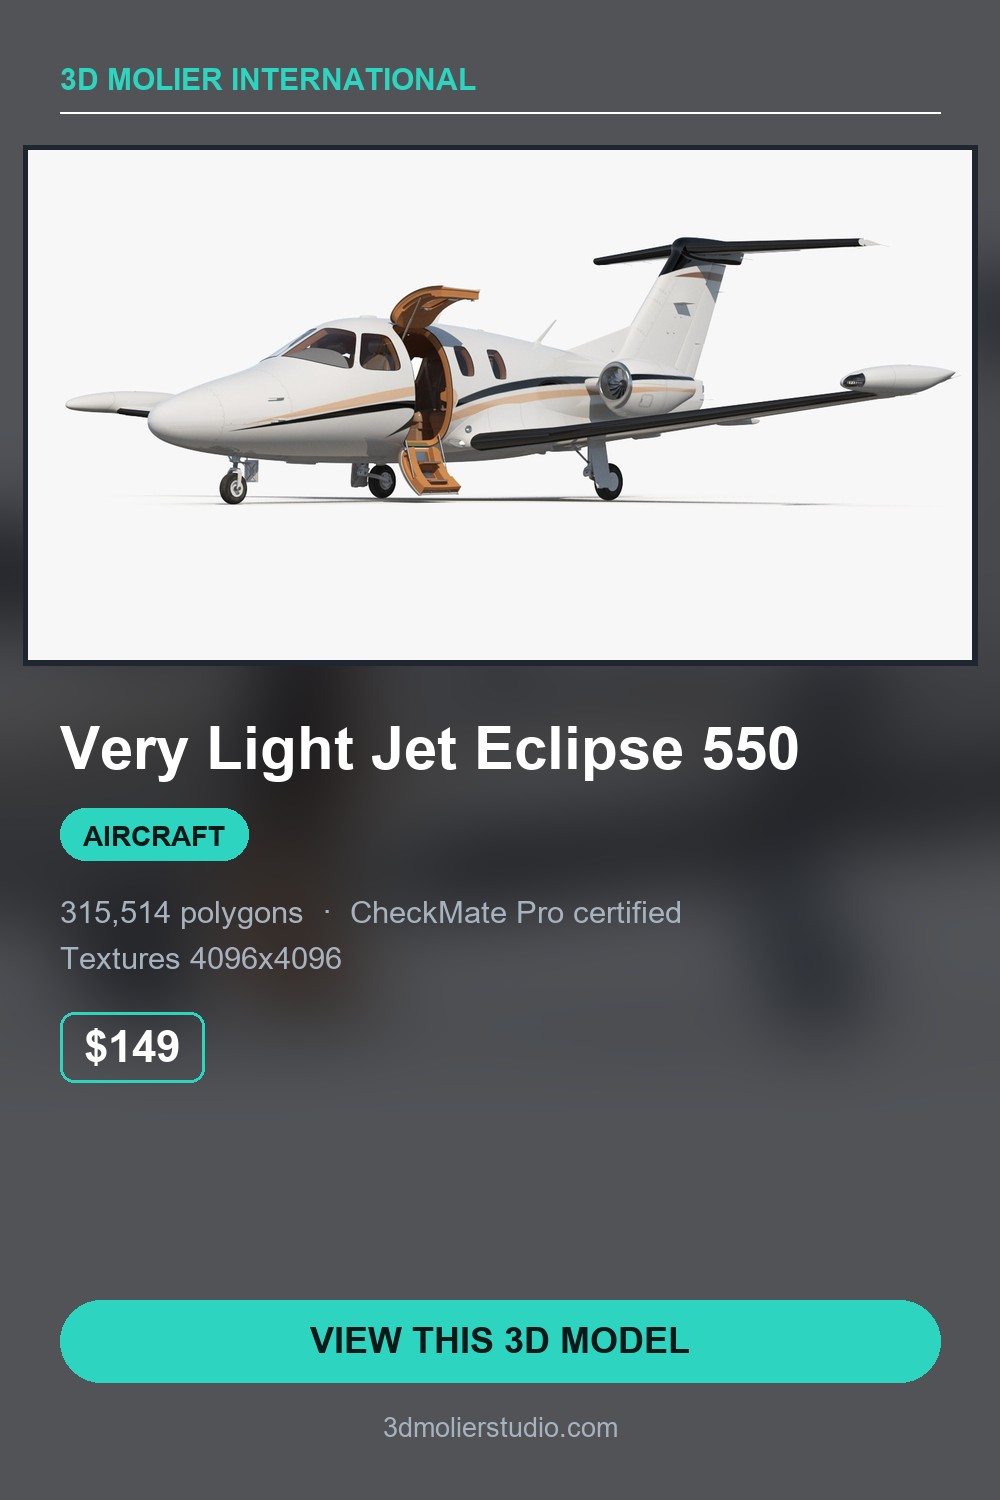 3D MOLIER INTERNATIONAL
Very Light Jet Eclipse 550
AIRCRAFT
315,514 polygons · CheckMate Pro certified
Textures 4096x4096
$149
VIEW THIS 3D MODEL
3dmolierstudio.com